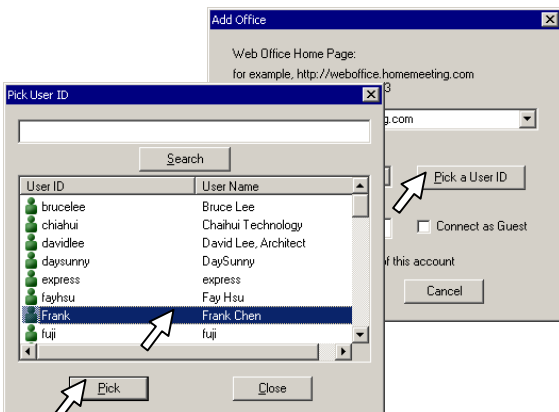 Add Office
Web Office Home Page:
for example, http://weboffice.homemeeting.com
Pick a User ID
Connect as Guest
of this account
Cancel
Pick User ID
Search
User ID User Name
brucelee Bruce Lee
chiahui Chaihui Technology
davidlee David Lee, Architect
daysunny DaySunny
express express
fayhsu Fay Hsu
Frank Frank Chen
fuji fuji
Pick Close